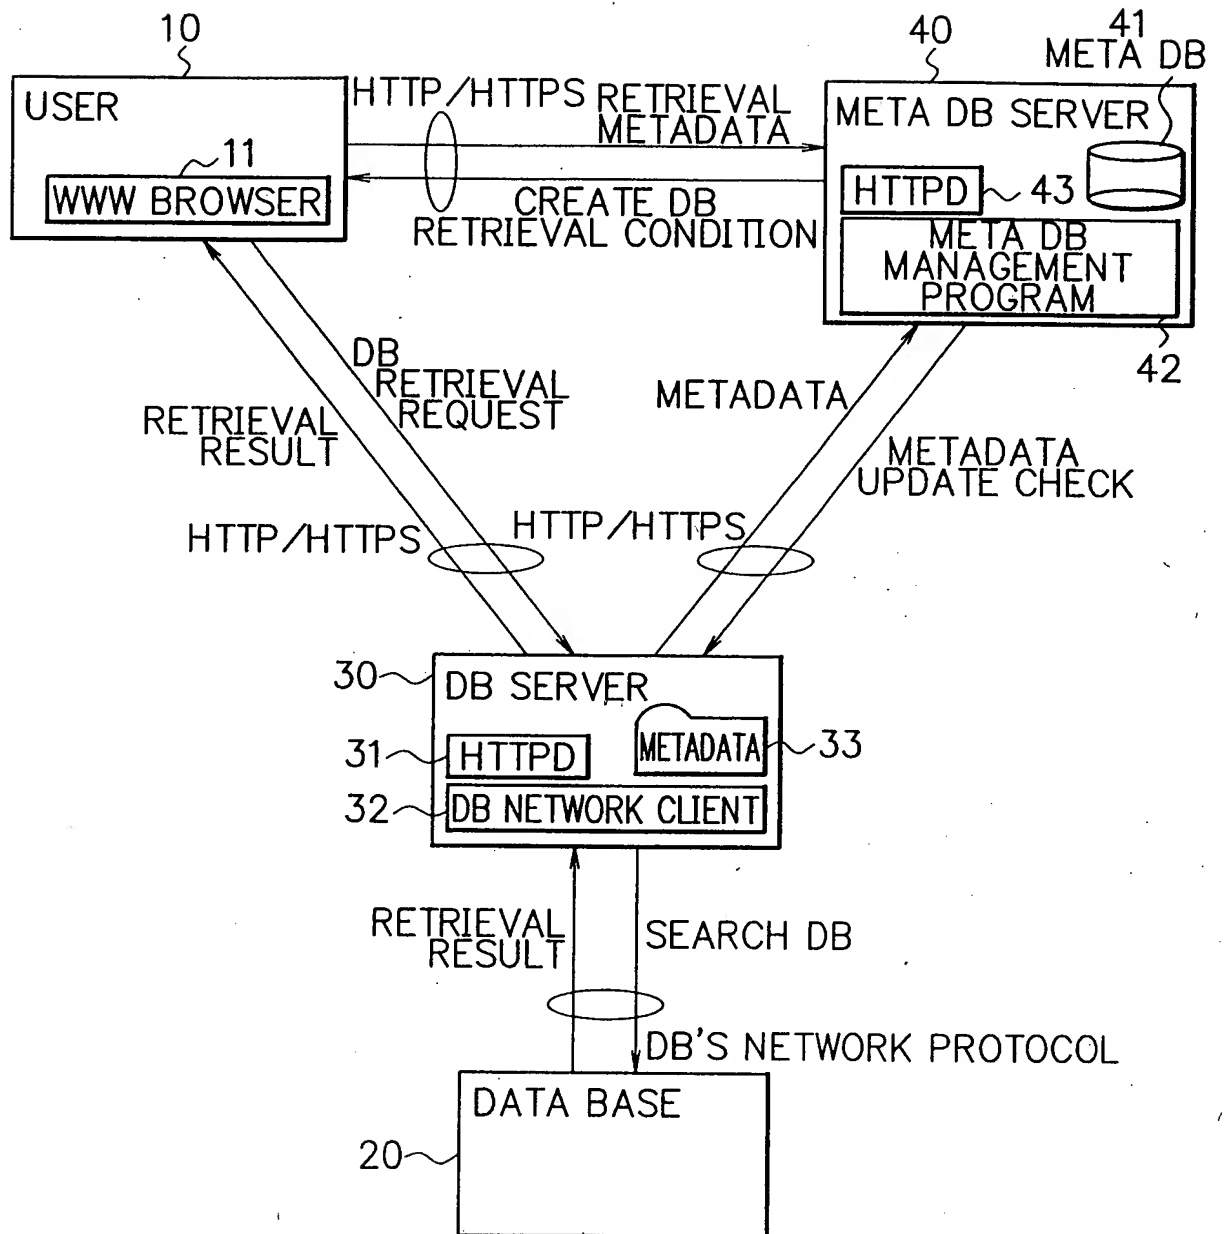 10
USER
11
WWW BROWSER
HTTP/HTTPS
RETRIEVAL
METADATA
CREATE DB
RETRIEVAL CONDITION
40
41
META DB
META DB SERVER
HTTPD
43
META DB
MANAGEMENT
PROGRAM
42
DB
RETRIEVAL
REQUEST
RETRIEVAL
RESULT
HTTP/HTTPS
METADATA
METADATA
UPDATE CHECK
HTTP/HTTPS
30
DB SERVER
31
HTTPD
METADATA
33
32
DB NETWORK CLIENT
RETRIEVAL
RESULT
SEARCH DB
DB'S NETWORK PROTOCOL
DATA BASE
20